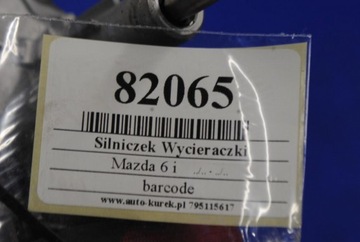 82065
Silniczek Wycieraczki
Mazda 6 i
barcode
www.auto-kurek.pl 795115617